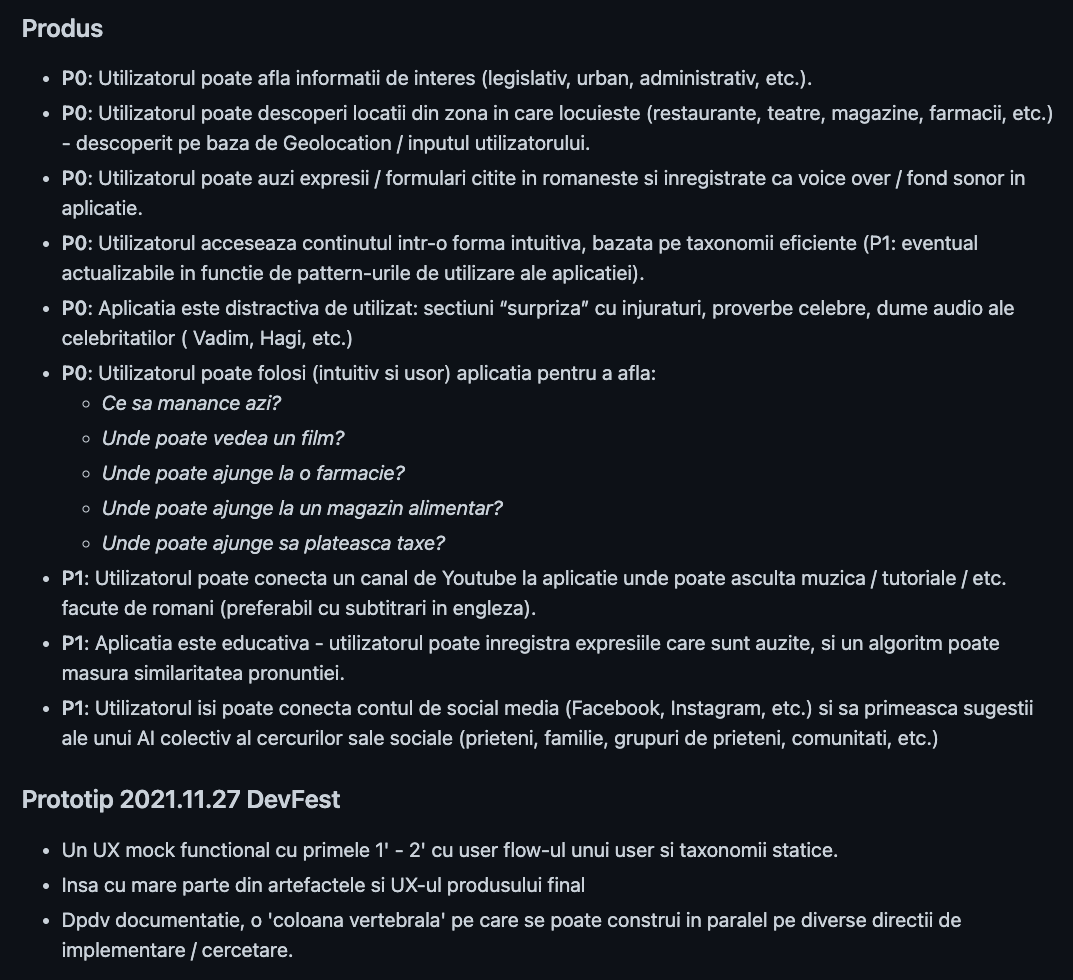 Produs
• P0: Utilizatorul poate afla informatii de interes (legislativ, urban, administrativ, etc.).
• P0: Utilizatorul poate descoperi locatii din zona in care locuieste (restaurante, teatre, magazine, farmacii, etc.)
- descoperit pe baza de Geolocation / inputul utilizatorului.
• P0: Utilizatorul poate auzi expresii / formulari citite in romaneste si inregistrate ca voice over / fond sonor in
aplicatie.
• P0: Utilizatorul acceseaza continutul intr-o forma intuitiva, bazata pe taxonomii eficiente (P1: eventual
actualizabile in functie de pattern-urile de utilizare ale aplicatiei).
• P0: Aplicatia este distractiva de utilizat: sectiuni “surpriza” cu injuraturi, proverbe celebre, dume audio ale
celebritatilor ( Vadim, Hagi, etc.)
• P0: Utilizatorul poate folosi (intuitiv si usor) aplicatia pentru a afla:
◦ Ce sa manance azi?
◦ Unde poate vedea un film?
◦ Unde poate ajunge la o farmacie?
◦ Unde poate ajunge la un magazin alimentar?
◦ Unde poate ajunge sa plateasca taxe?
• P1: Utilizatorul poate conecta un canal de Youtube la aplicatie unde poate asculta muzica / tutoriale / etc.
facute de romani (preferabil cu subtitrari in engleza).
• P1: Aplicatia este educativa - utilizatorul poate inregistra expresiile care sunt auzite, si un algoritm poate
masura similaritatea pronuntiei.
• P1: Utilizatorul isi poate conecta contul de social media (Facebook, Instagram, etc.) si sa primeasca sugestii
ale unui AI colectiv al cercurilor sale sociale (prieteni, familie, grupuri de prieteni, comunitati, etc.)
Prototip 2021.11.27 DevFest
• Un UX mock functional cu primele 1' - 2' cu user flow-ul unui user si taxonomii statice.
• Insa cu mare parte din artefactele si UX-ul produsului final
• Dpdv documentatie, o 'coloana vertebrala' pe care se poate construi in paralel pe diverse directii de
implementare / cercetare.